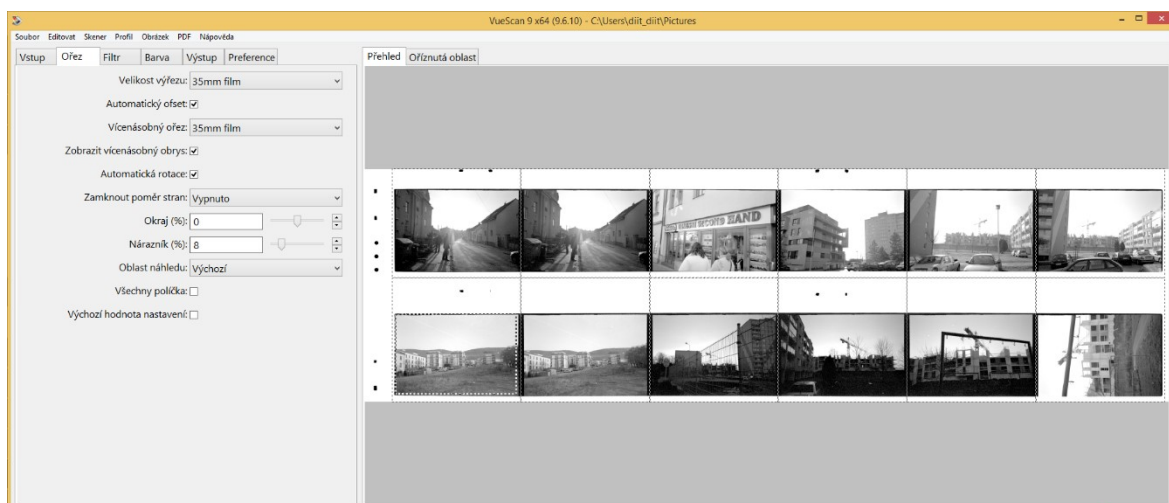 VueScan 9 x64 (9.6.10) - C:\Users\diit_diit\Pictures
Soubor Editovat Skener Profil Obrázek PDF Nápověda
Vstup Ořez Filtr Barva Výstup Preference
Přehled Oříznutá oblast
Velikost výřezu: 35mm film
Automatický ofset:
Vícenásobný ořez: 35mm film
Zobrazit vícenásobný obrys:
Automatická rotace:
Zamknout poměr stran: Vypnuto
Okraj (%): 0
Nárazník (%): 8
Oblast náhledu: Výchozí
Všechny políčka:
Výchozí hodnota nastavení:
SECOND HAND